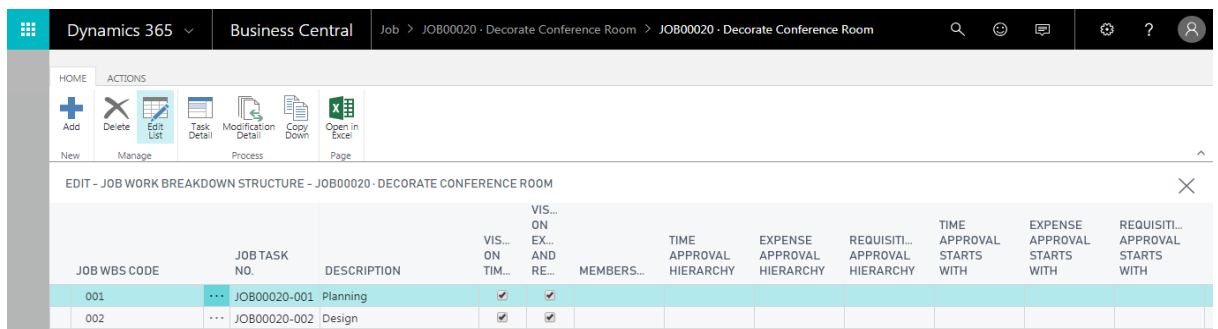 Dynamics 365 Business Central Job > JOB00020 · Decorate Conference Room > JOB00020 · Decorate Conference Room ?
HOME ACTIONS
Add Delete Edit List Task Detail Modification Detail Copy Down Open in Excel
New Manage Process Page
EDIT - JOB WORK BREAKDOWN STRUCTURE - JOB00020 · DECORATE CONFERENCE ROOM
JOB WBS CODE JOB TASK NO. DESCRIPTION VIS... ON TIM... VIS... ON EX... AND RE... MEMBERS... TIME APPROVAL HIERARCHY EXPENSE APPROVAL HIERARCHY REQUISITI... APPROVAL HIERARCHY TIME APPROVAL STARTS WITH EXPENSE APPROVAL STARTS WITH REQUISITI... APPROVAL STARTS WITH
001 ... JOB00020-001 Planning
002 ... JOB00020-002 Design